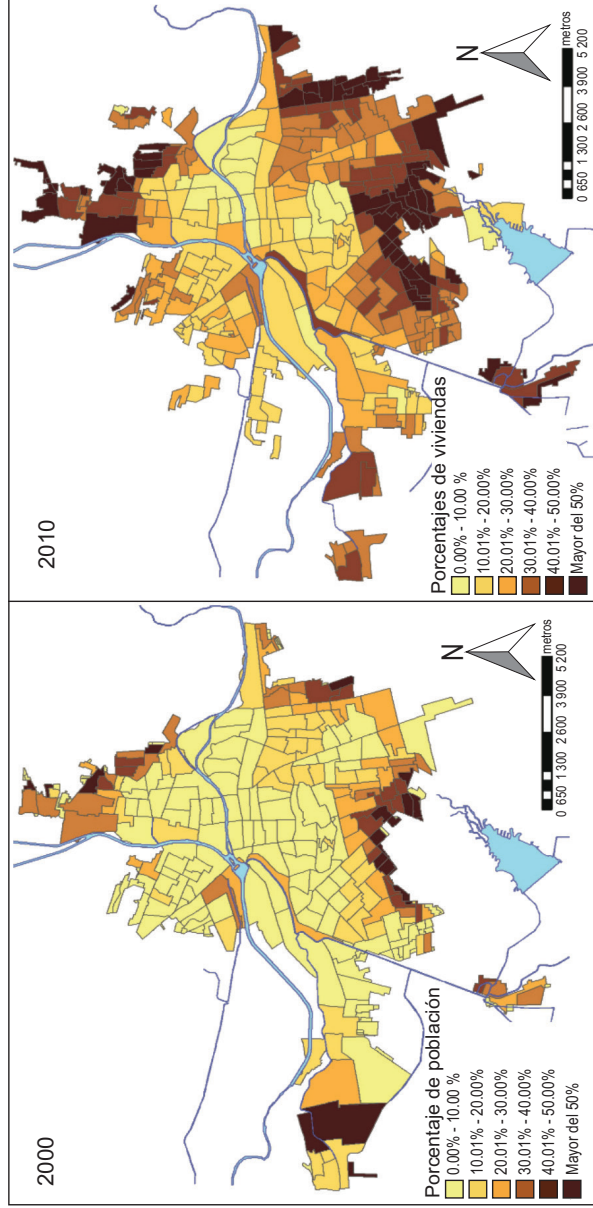 2000
Porcentaje de población
0.00% - 10.00 %
10.01% - 20.00%
20.01% - 30.00%
30.01% - 40.00%
40.01% - 50.00%
Mayor del 50%
N
0 650 1 300 2 600 3 900 5 200
metros
2010
Porcentajes de viviendas
0.00% - 10.00 %
10.01% - 20.00%
20.01% - 30.00%
30.01% - 40.00%
40.01% - 50.00%
Mayor del 50%
N
0 650 1 300 2 600 3 900 5 200
metros